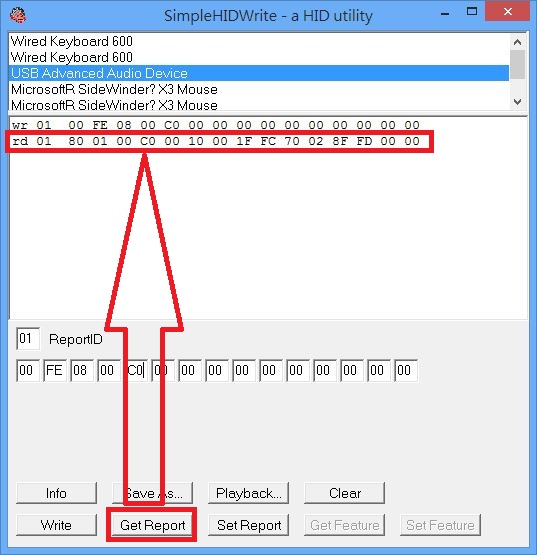 SimpleHIDWrite - a HID utility
Wired Keyboard 600
Wired Keyboard 600
USB Advanced Audio Device
MicrosoftR SideWinder? X3 Mouse
MicrosoftR SideWinder? X3 Mouse
wr 01 00 FE 08 00 C0 00 00 00 00 00 00 00 00 00 00
rd 01 80 01 00 C0 00 10 00 1F FC 70 02 8F FD 00 00
01 ReportID
00 FE 08 00 C0 00 00 00 00 00 00 00 00 00 00
Info Save As... Playback... Clear
Write Get Report Set Report Get Feature Set Feature